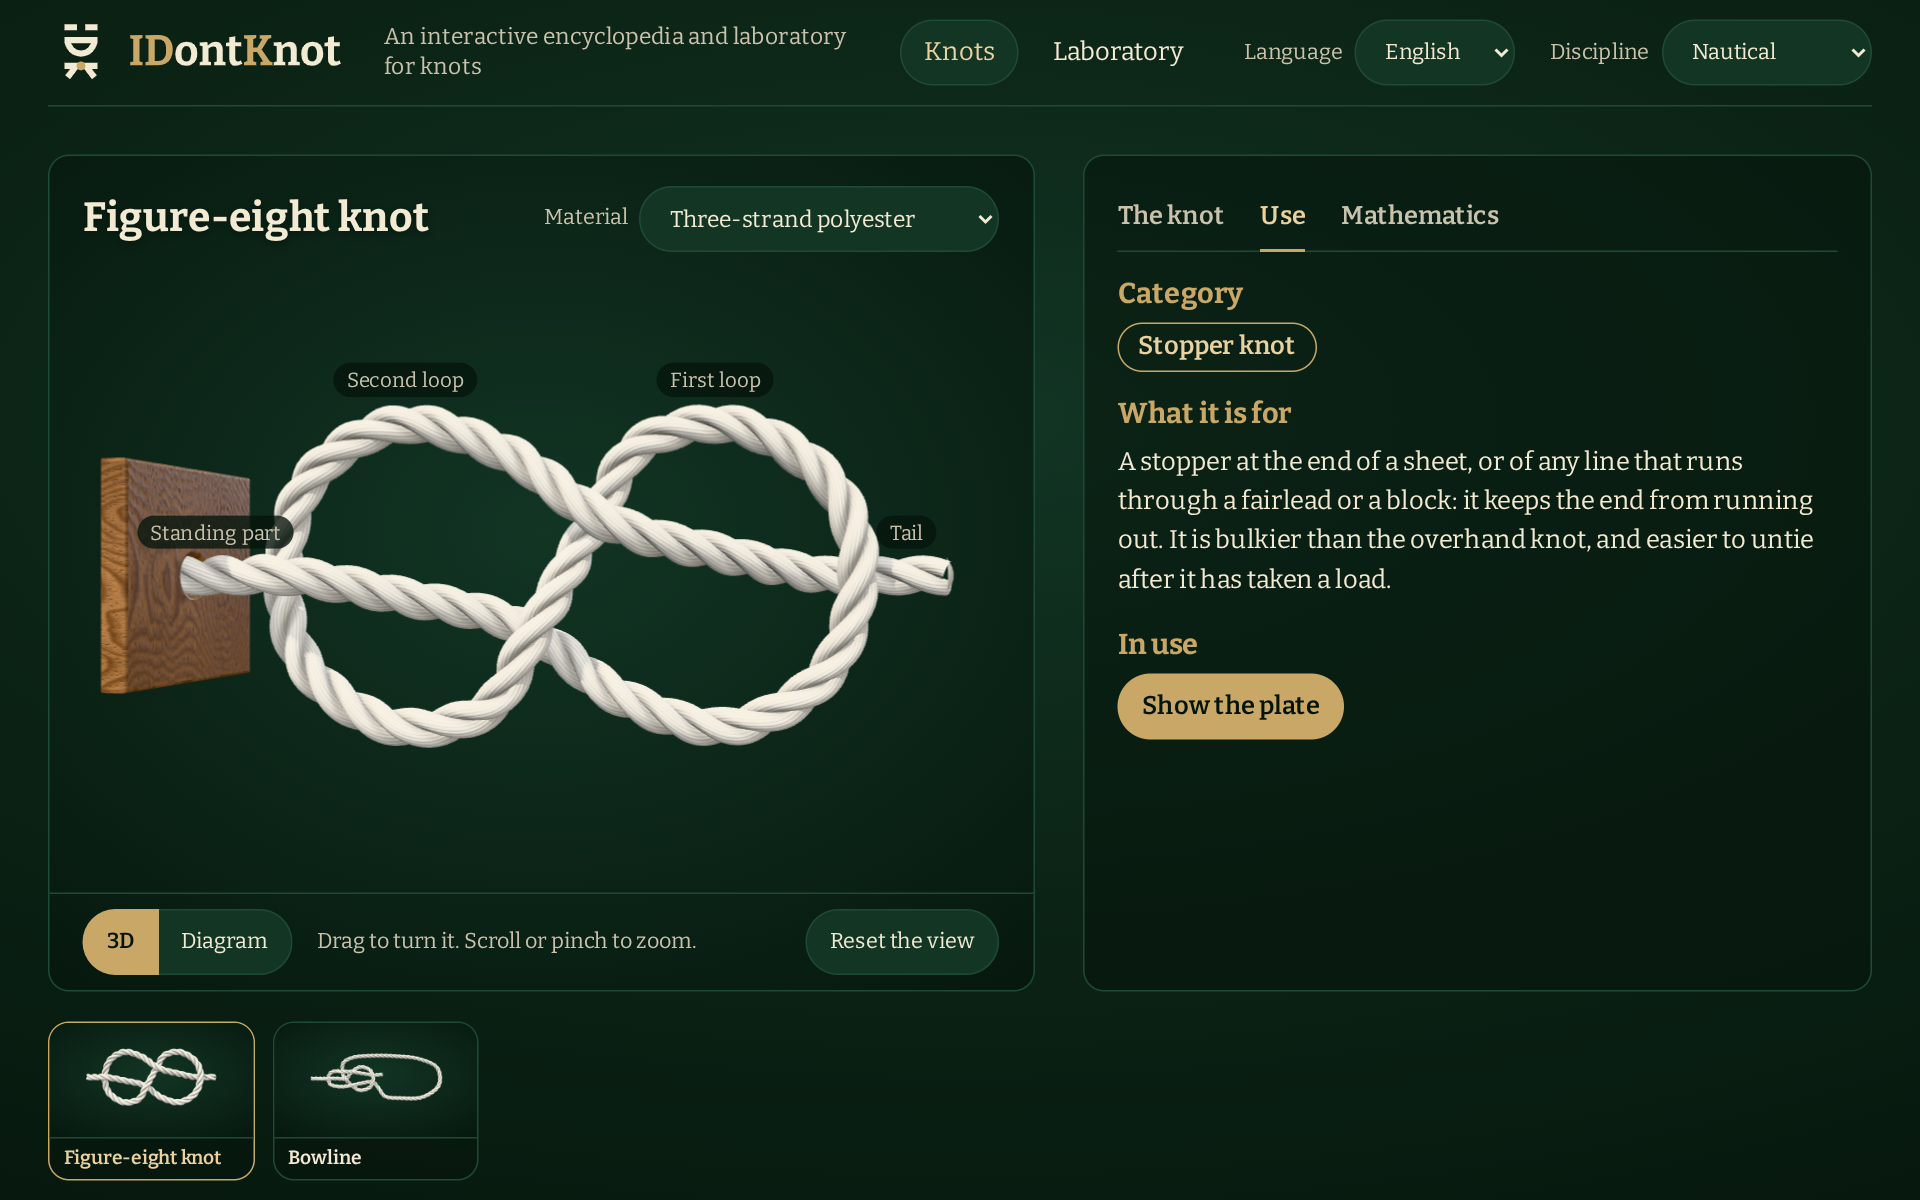 IDontKnot
An interactive encyclopedia and laboratory
for knots
Knots
Laboratory
Language
English
Discipline
Nautical
Figure-eight knot
Material
Three-strand polyester
Second loop
First loop
Standing part
Tail
3D
Diagram
Drag to turn it. Scroll or pinch to zoom.
Reset the view
The knot
Use
Mathematics
Category
Stopper knot
What it is for
A stopper at the end of a sheet, or of any line that runs
through a fairlead or a block: it keeps the end from running
out. It is bulkier than the overhand knot, and easier to untie
after it has taken a load.
In use
Show the plate
Figure-eight knot
Bowline